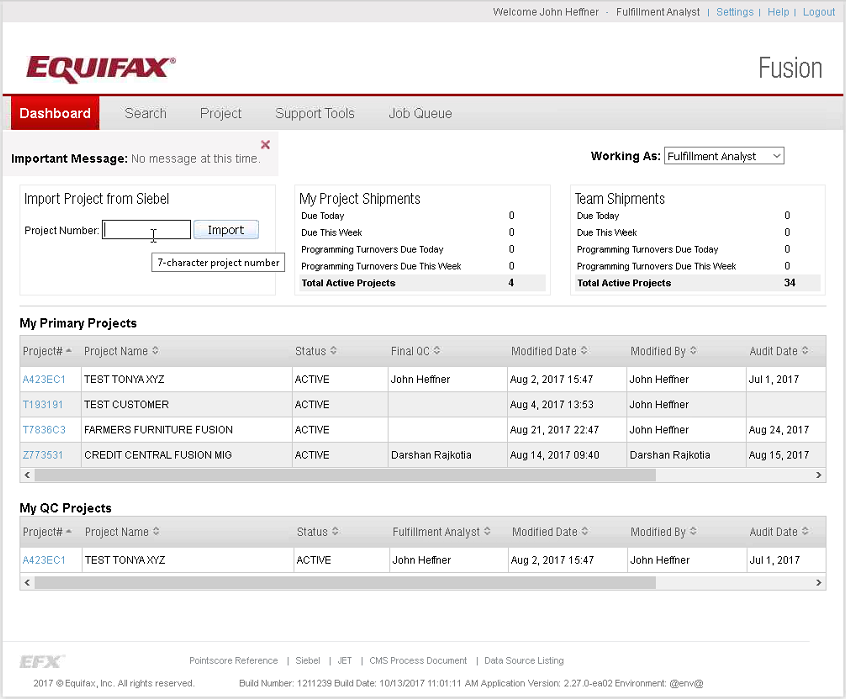 Welcome John Heffner - Fulfillment Analyst | Settings | Help | Logout
EQUIFAX
Fusion
Dashboard Search Project Support Tools Job Queue
Important Message: No message at this time.
Working As: Fulfillment Analyst
Import Project from Siebel
Project Number: Import
7-character project number
My Project Shipments
Due Today 0
Due This Week 0
Programming Turnovers Due Today 0
Programming Turnovers Due This Week 0
Total Active Projects 4
Team Shipments
Due Today 0
Due This Week 0
Programming Turnovers Due Today 0
Programming Turnovers Due This Week 0
Total Active Projects 34
My Primary Projects
Project# Project Name Status Final QC Modified Date Modified By Audit Date
A423EC1 TEST TONYA XYZ ACTIVE John Heffner Aug 2, 2017 15:47 John Heffner Jul 1, 2017
T193191 TEST CUSTOMER ACTIVE Aug 4, 2017 13:53 John Heffner
T7836C3 FARMERS FURNITURE FUSION ACTIVE Aug 21, 2017 22:47 John Heffner Aug 24, 2017
Z773531 CREDIT CENTRAL FUSION MIG ACTIVE Darshan Rajkotia Aug 14, 2017 09:40 Darshan Rajkotia Aug 15, 2017
My QC Projects
Project# Project Name Status Fulfillment Analyst Modified Date Modified By Audit Date
A423EC1 TEST TONYA XYZ ACTIVE John Heffner Aug 2, 2017 15:47 John Heffner Jul 1, 2017
EFX Pointscore Reference | Siebel | JET | CMS Process Document | Data Source Listing
2017 © Equifax, Inc. All rights reserved. Build Number: 1211239 Build Date: 10/13/2017 11:01:11 AM Application Version: 2.27.0-ea02 Environment: @env@